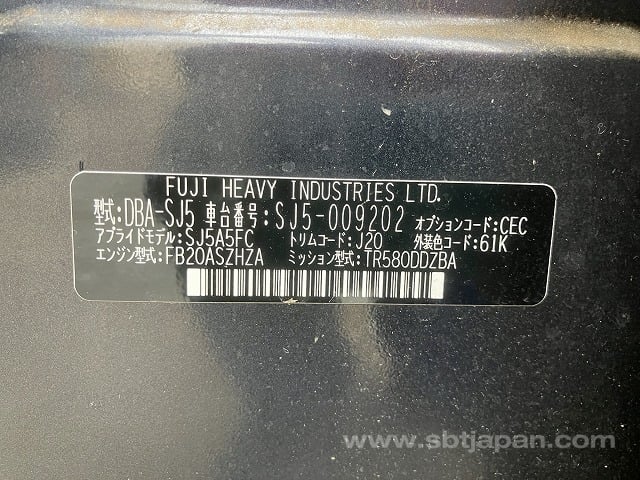 FUJI HEAVY INDUSTRIES LTD.
型式:DBA-SJ5 車台番号:SJ5-009202 オプションコード:CEC
アプライドモデル:SJ5A5FC トリムコード:J20 外装色コード:61K
エンジン型式:FB20ASZHZA ミッション型式:TR580DDZBA
www.sbtjapan.com